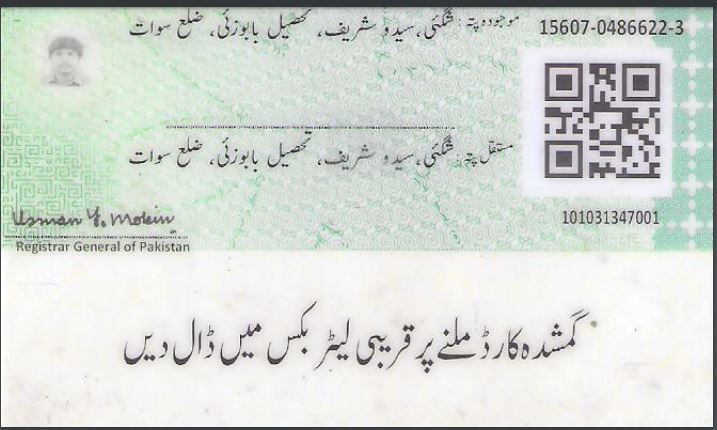 موجودہ پتہ: شگئی، سیدو شریف، تحصیل بابوزئی، ضلع سوات
15607-0486622-3
مستقل پتہ: شگئی، سیدو شریف، تحصیل بابوزئی، ضلع سوات
101031347001
Usman Y. Mobin
Registrar General of Pakistan
گمشدہ کارڈ ملنے پر قریبی لیٹر بکس میں ڈال دیں